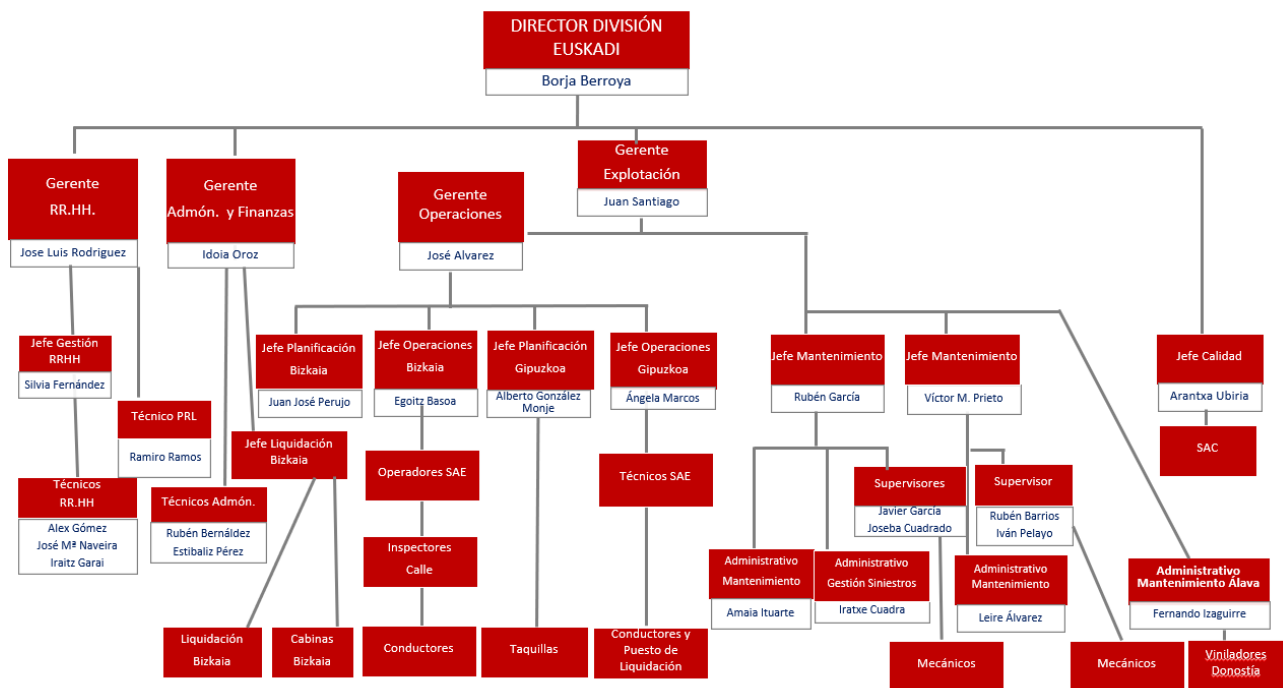 DIRECTOR DIVISIÓN
EUSKADI
Borja Berroya
Gerente
RR.HH.
Jose Luis Rodriguez
Gerente
Admón. y Finanzas
Idoia Oroz
Gerente
Operaciones
José Alvarez
Gerente
Explotación
Juan Santiago
Jefe Gestión
RRHH
Silvia Fernández
Técnico PRL
Ramiro Ramos
Técnicos
RR.HH
Alex Gómez
José Mª Naveira
Iraitz Garai
Técnicos Admón.
Rubén Bernáldez
Estibaliz Pérez
Jefe Liquidación
Bizkaia
Liquidación
Bizkaia
Cabinas
Bizkaia
Jefe Planificación
Bizkaia
Juan José Perujo
Jefe Operaciones
Bizkaia
Egoitz Basoa
Operadores SAE
Inspectores
Calle
Conductores
Jefe Planificación
Gipuzkoa
Alberto González
Monje
Taquillas
Jefe Operaciones
Gipuzkoa
Ángela Marcos
Técnicos SAE
Conductores y
Puesto de
Liquidación
Jefe Mantenimiento
Rubén García
Administrativo
Mantenimiento
Amaia Ituarte
Administrativo
Gestión Siniestros
Iratxe Cuadra
Supervisores
Javier García
Joseba Cuadrado
Mecánicos
Jefe Mantenimiento
Víctor M. Prieto
Supervisor
Rubén Barrios
Iván Pelayo
Administrativo
Mantenimiento
Leire Álvarez
Mecánicos
Administrativo
Mantenimiento Álava
Fernando Izaguirre
Viniladores
Donostía
Jefe Calidad
Arantxa Ubiria
SAC